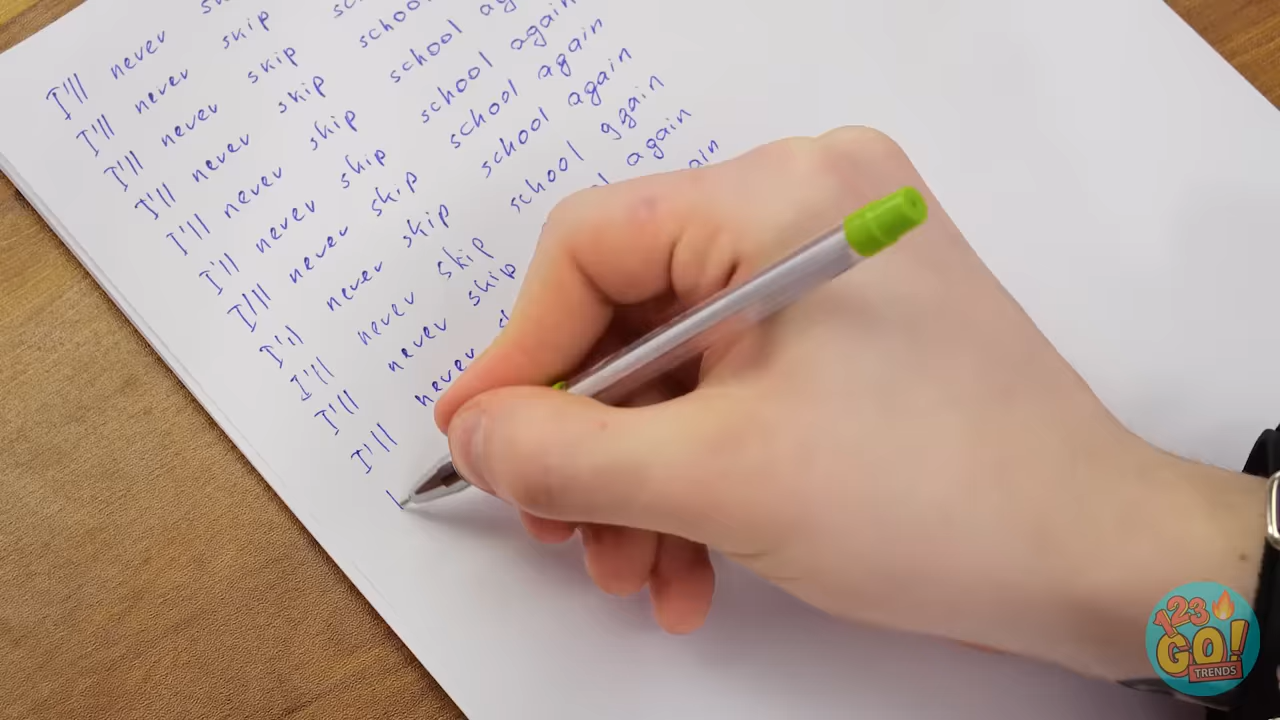 I'll never
I'll never skip
I'll never skip school
I'll never skip school
I'll never skip school again
I'll never skip school again
I'll never skip school again
I'll never skip school ggain
I'll never skip again
I'll never skip
I'll never
123
GO!
TRENDS